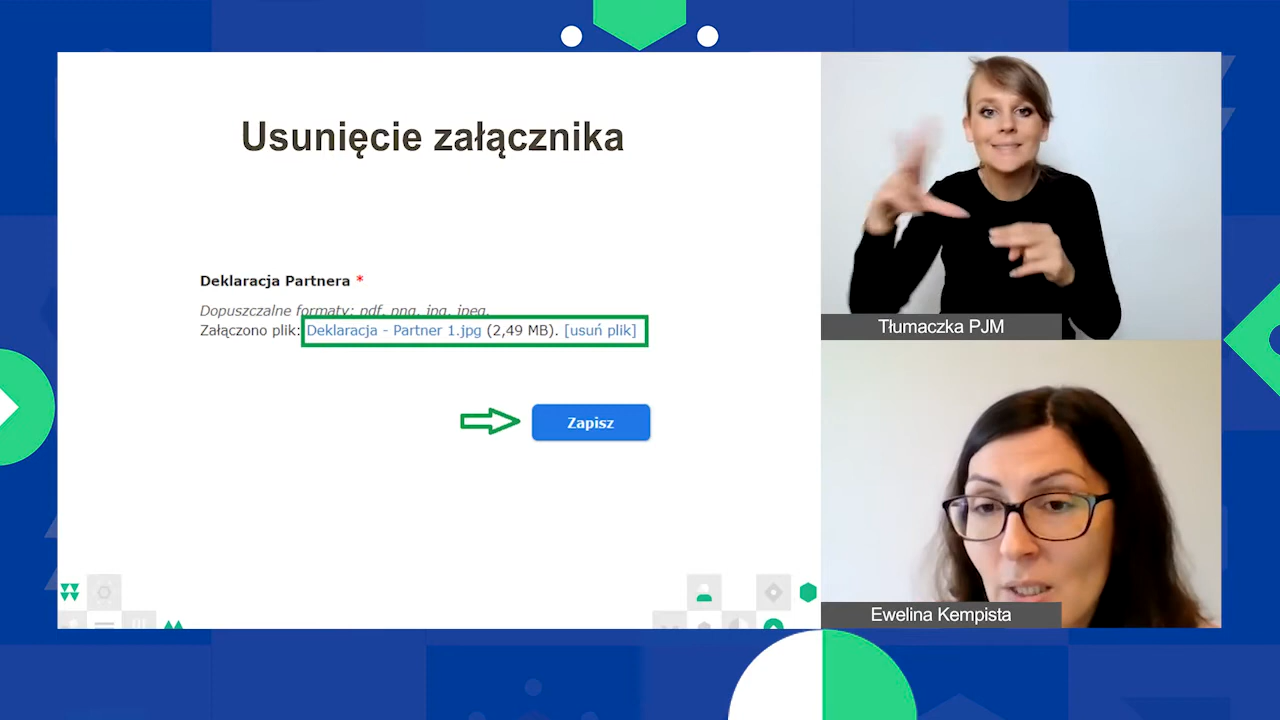 Usunięcie załącznika
Deklaracja Partnera *
Dopuszczalne formaty: pdf, png, jpg, jpeg.
Załączono plik: Deklaracja - Partner 1.jpg (2,49 MB). [usuń plik]
Zapisz
Tłumaczka PJM
Ewelina Kempista